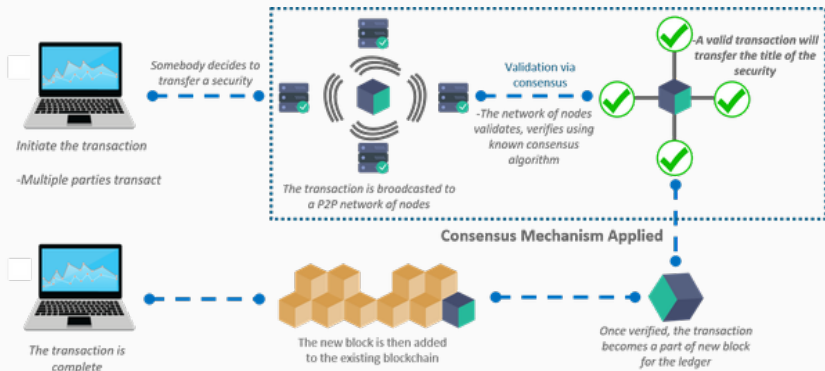 Somebody decides to
transfer a security
Initiate the transaction
-Multiple parties transact
The transaction is broodcasted to
a P2P network of nodes
Validation via
consensus
-The network of nodes
validates, verifies using
known consensus
algorithm
-A valid transaction will
transfer the title of the
security
Consensus Mechanism Applied
Once verified, the transaction
becomes a part of new block
for the ledger
The new block is then added
to the existing blockchain
The transaction is
complete